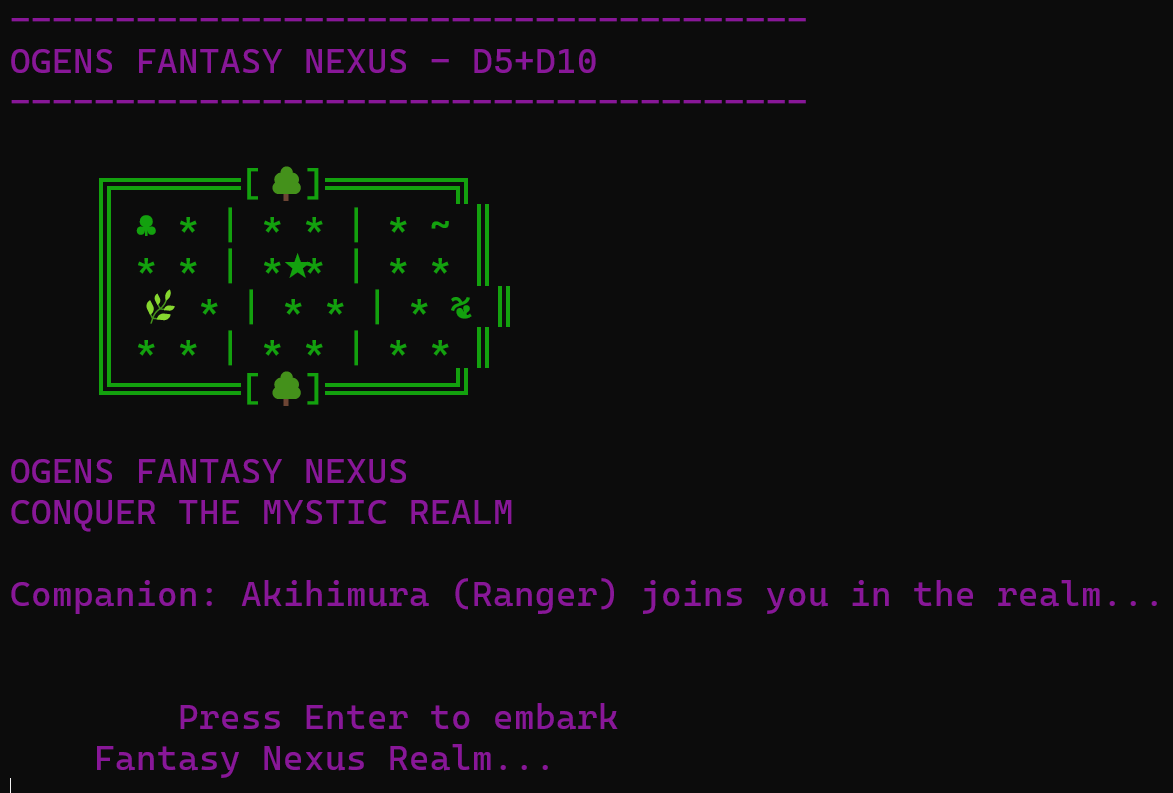 --------------------------------------
OGENS FANTASY NEXUS - D5+D10
--------------------------------------
╔══════[ 🌳]══════╗
♣ * | * * | * ~ ║
* * | *★* | * * ║
🌿 * | * * | * ❦ ║
* * | * * | * * ║
╚══════[ 🌳]══════╝
OGENS FANTASY NEXUS
CONQUER THE MYSTIC REALM
Companion: Akihimura (Ranger) joins you in the realm...
Press Enter to embark
Fantasy Nexus Realm...